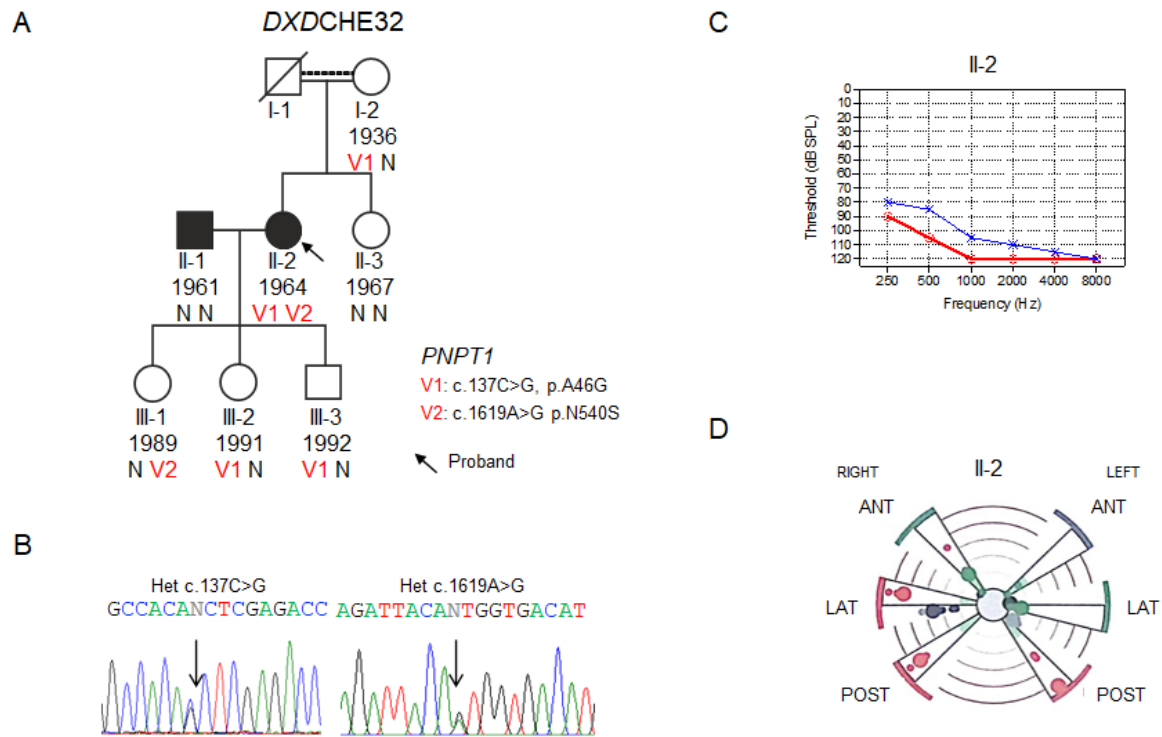 A
DXDCHE32
I-1
I-2
1936
V1 N
II-1
1961
N N
II-2
1964
V1 V2
II-3
1967
N N
III-1
1989
N V2
III-2
1991
V1 N
III-3
1992
V1 N
PNPT1
V1: c.137C>G, p.A46G
V2: c.1619A>G p.N540S
Proband
B
Het c.137C>G
GCCACANCTCGAGACC
Het c.1619A>G
AGATTACANTGGTGACAT
C
II-2
Threshold (dB SPL)
0
10
20
30
40
50
60
70
80
90
100
110
120
250 500 1000 2000 4000 8000
Frequency (Hz)
D
II-2
RIGHT
LEFT
ANT
ANT
LAT
LAT
POST
POST